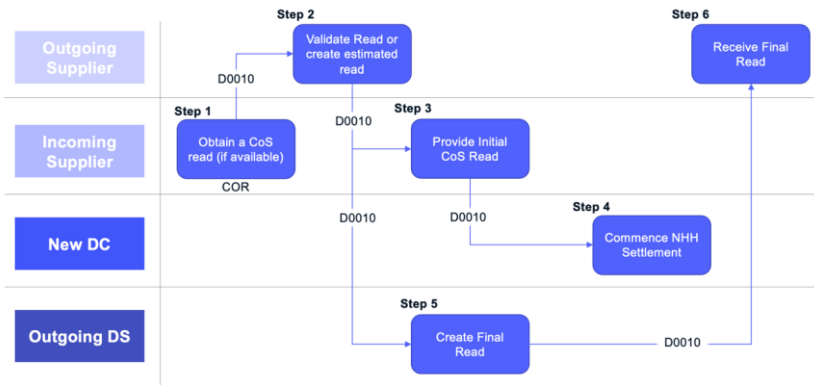 Step 2
Step 6
Outgoing
Supplier
Validate Read or
create estimated
read
Receive Final
Read
D0010
Step 1
Step 3
D0010
Incoming
Supplier
Obtain a CoS
read (if available)
Provide Initial
CoS Read
COR
Step 4
D0010
D0010
New DC
Commence NHH
Settlement
Step 5
Outgoing DS
Create Final
Read
D0010